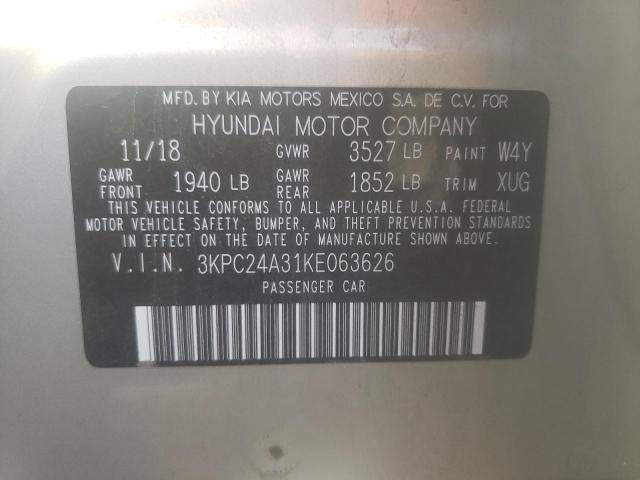 MFD. BY KIA MOTORS MEXICO S.A. DE C.V. FOR
HYUNDAI MOTOR COMPANY
11/18 GVWR 3527 LB PAINT W4Y
GAWR FRONT 1940 LB GAWR REAR 1852 LB TRIM XUG
THIS VEHICLE CONFORMS TO ALL APPLICABLE U.S.A. FEDERAL
MOTOR VEHICLE SAFETY, BUMPER, AND THEFT PREVENTION STANDARDS
IN EFFECT ON THE DATE OF MANUFACTURE SHOWN ABOVE.
V.I.N. 3KPC24A31KE063626
PASSENGER CAR